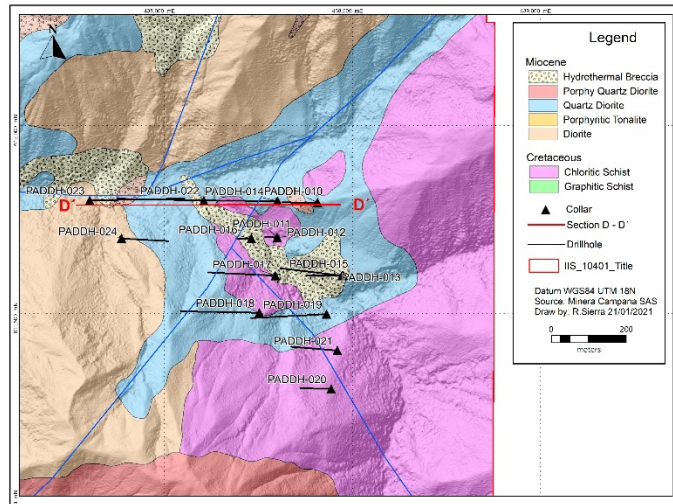 N
PADDH-023
PADDH-022
PADDH-014
PADDH-010
D´
D´
PADDH-024
PADDH-016
PADDH-011
PADDH-012
PADDH-017
PADDH-015
PADDH-013
PADDH-018
PADDH-019
PADDH-021
PADDH-020
Legend
Miocene
Hydrothermal Breccia
Porphy Quartz Diorite
Quartz Diorite
Porphyritic Tonalite
Diorite
Cretaceous
Chloritic Schist
Graphitic Schist
Collar
Section D - D´
Drillhole
IIS_10401_Title
Datum WGS84 UTM 18N
Source: Minera Campana SAS
Draw by: R.Sierra 21/01/2021
0 200
meters